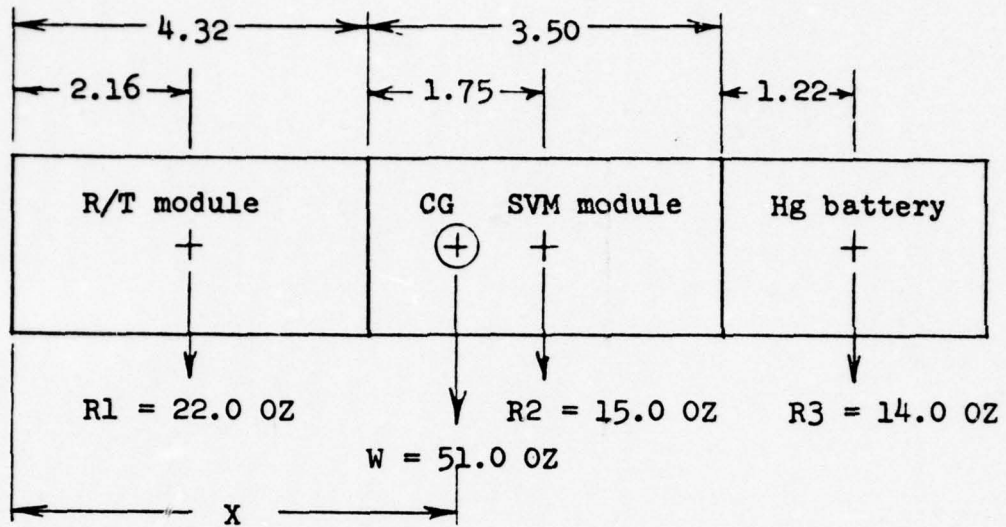 4.32 3.50
2.16 1.75 1.22
R/T module CG SVM module Hg battery
R1 = 22.0 OZ R2 = 15.0 OZ R3 = 14.0 OZ
W = 51.0 OZ
X